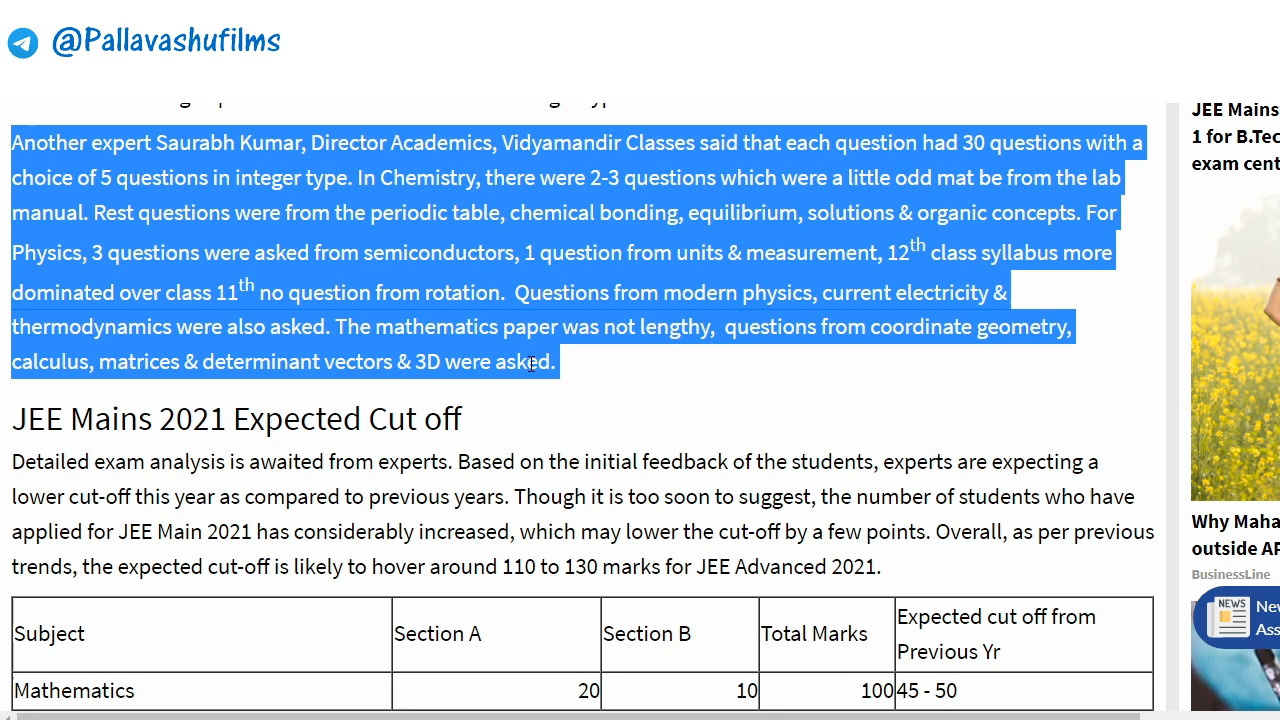 @Pallavashufilms
Another expert Saurabh Kumar, Director Academics, Vidyamandir Classes said that each question had 30 questions with a
choice of 5 questions in integer type. In Chemistry, there were 2-3 questions which were a little odd mat be from the lab
manual. Rest questions were from the periodic table, chemical bonding, equilibrium, solutions & organic concepts. For
Physics, 3 questions were asked from semiconductors, 1 question from units & measurement, 12th class syllabus more
dominated over class 11th no question from rotation.  Questions from modern physics, current electricity &
thermodynamics were also asked. The mathematics paper was not lengthy,  questions from coordinate geometry,
calculus, matrices & determinant vectors & 3D were asked.
JEE Mains 2021 Expected Cut off
Detailed exam analysis is awaited from experts. Based on the initial feedback of the students, experts are expecting a
lower cut-off this year as compared to previous years. Though it is too soon to suggest, the number of students who have
applied for JEE Main 2021 has considerably increased, which may lower the cut-off by a few points. Overall, as per previous
trends, the expected cut-off is likely to hover around 110 to 130 marks for JEE Advanced 2021.
Subject Section A Section B Total Marks Expected cut off from
Previous Yr
Mathematics 20 10 100 45 - 50
JEE Mains
1 for B.Tec
exam cent
Why Maha
outside AP
BusinessLine
NEWS
New
Ass